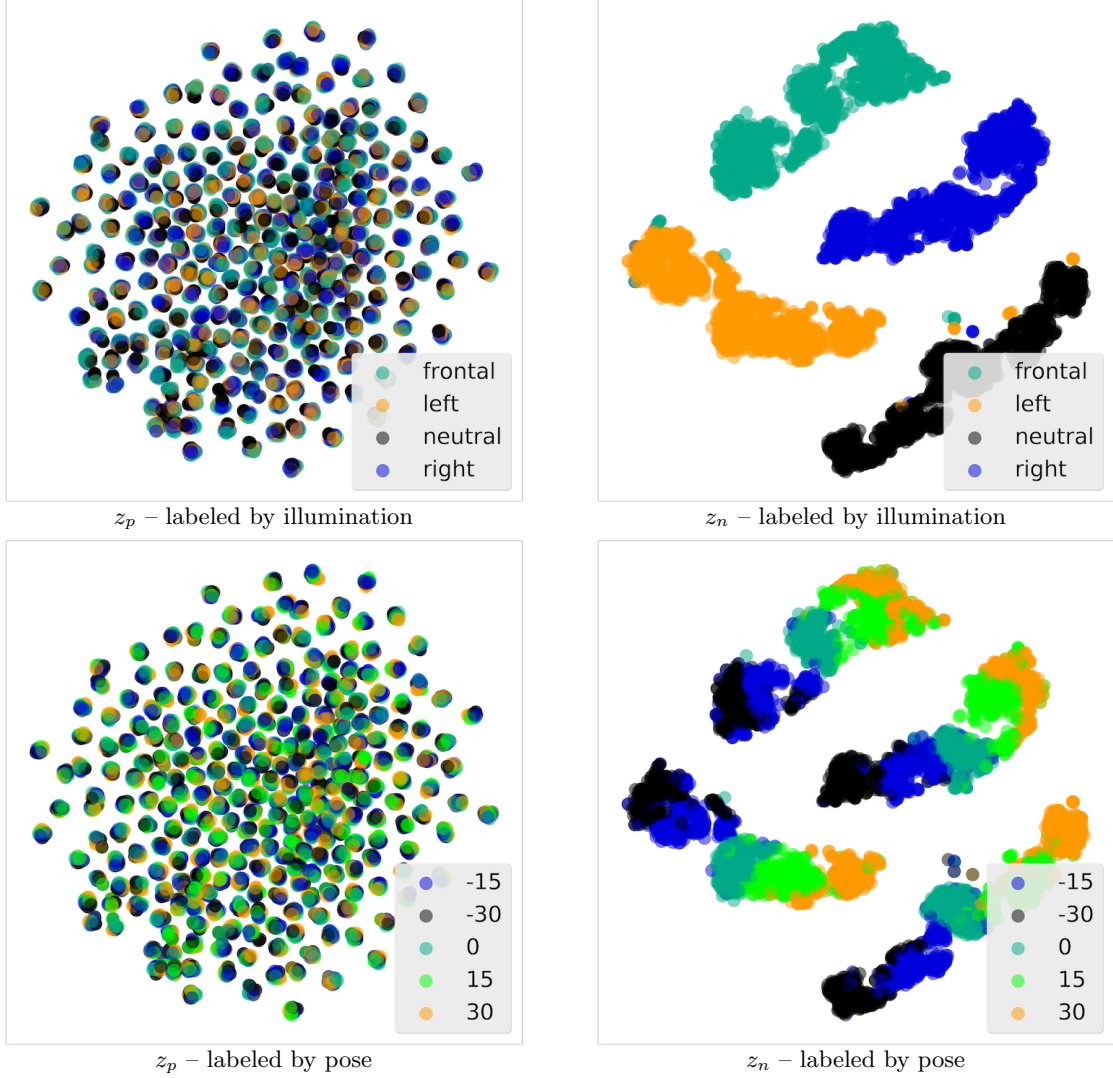 frontal
left
neutral
right
z_p – labeled by illumination
frontal
left
neutral
right
z_n – labeled by illumination
-15
-30
0
15
30
z_p – labeled by pose
-15
-30
0
15
30
z_n – labeled by pose